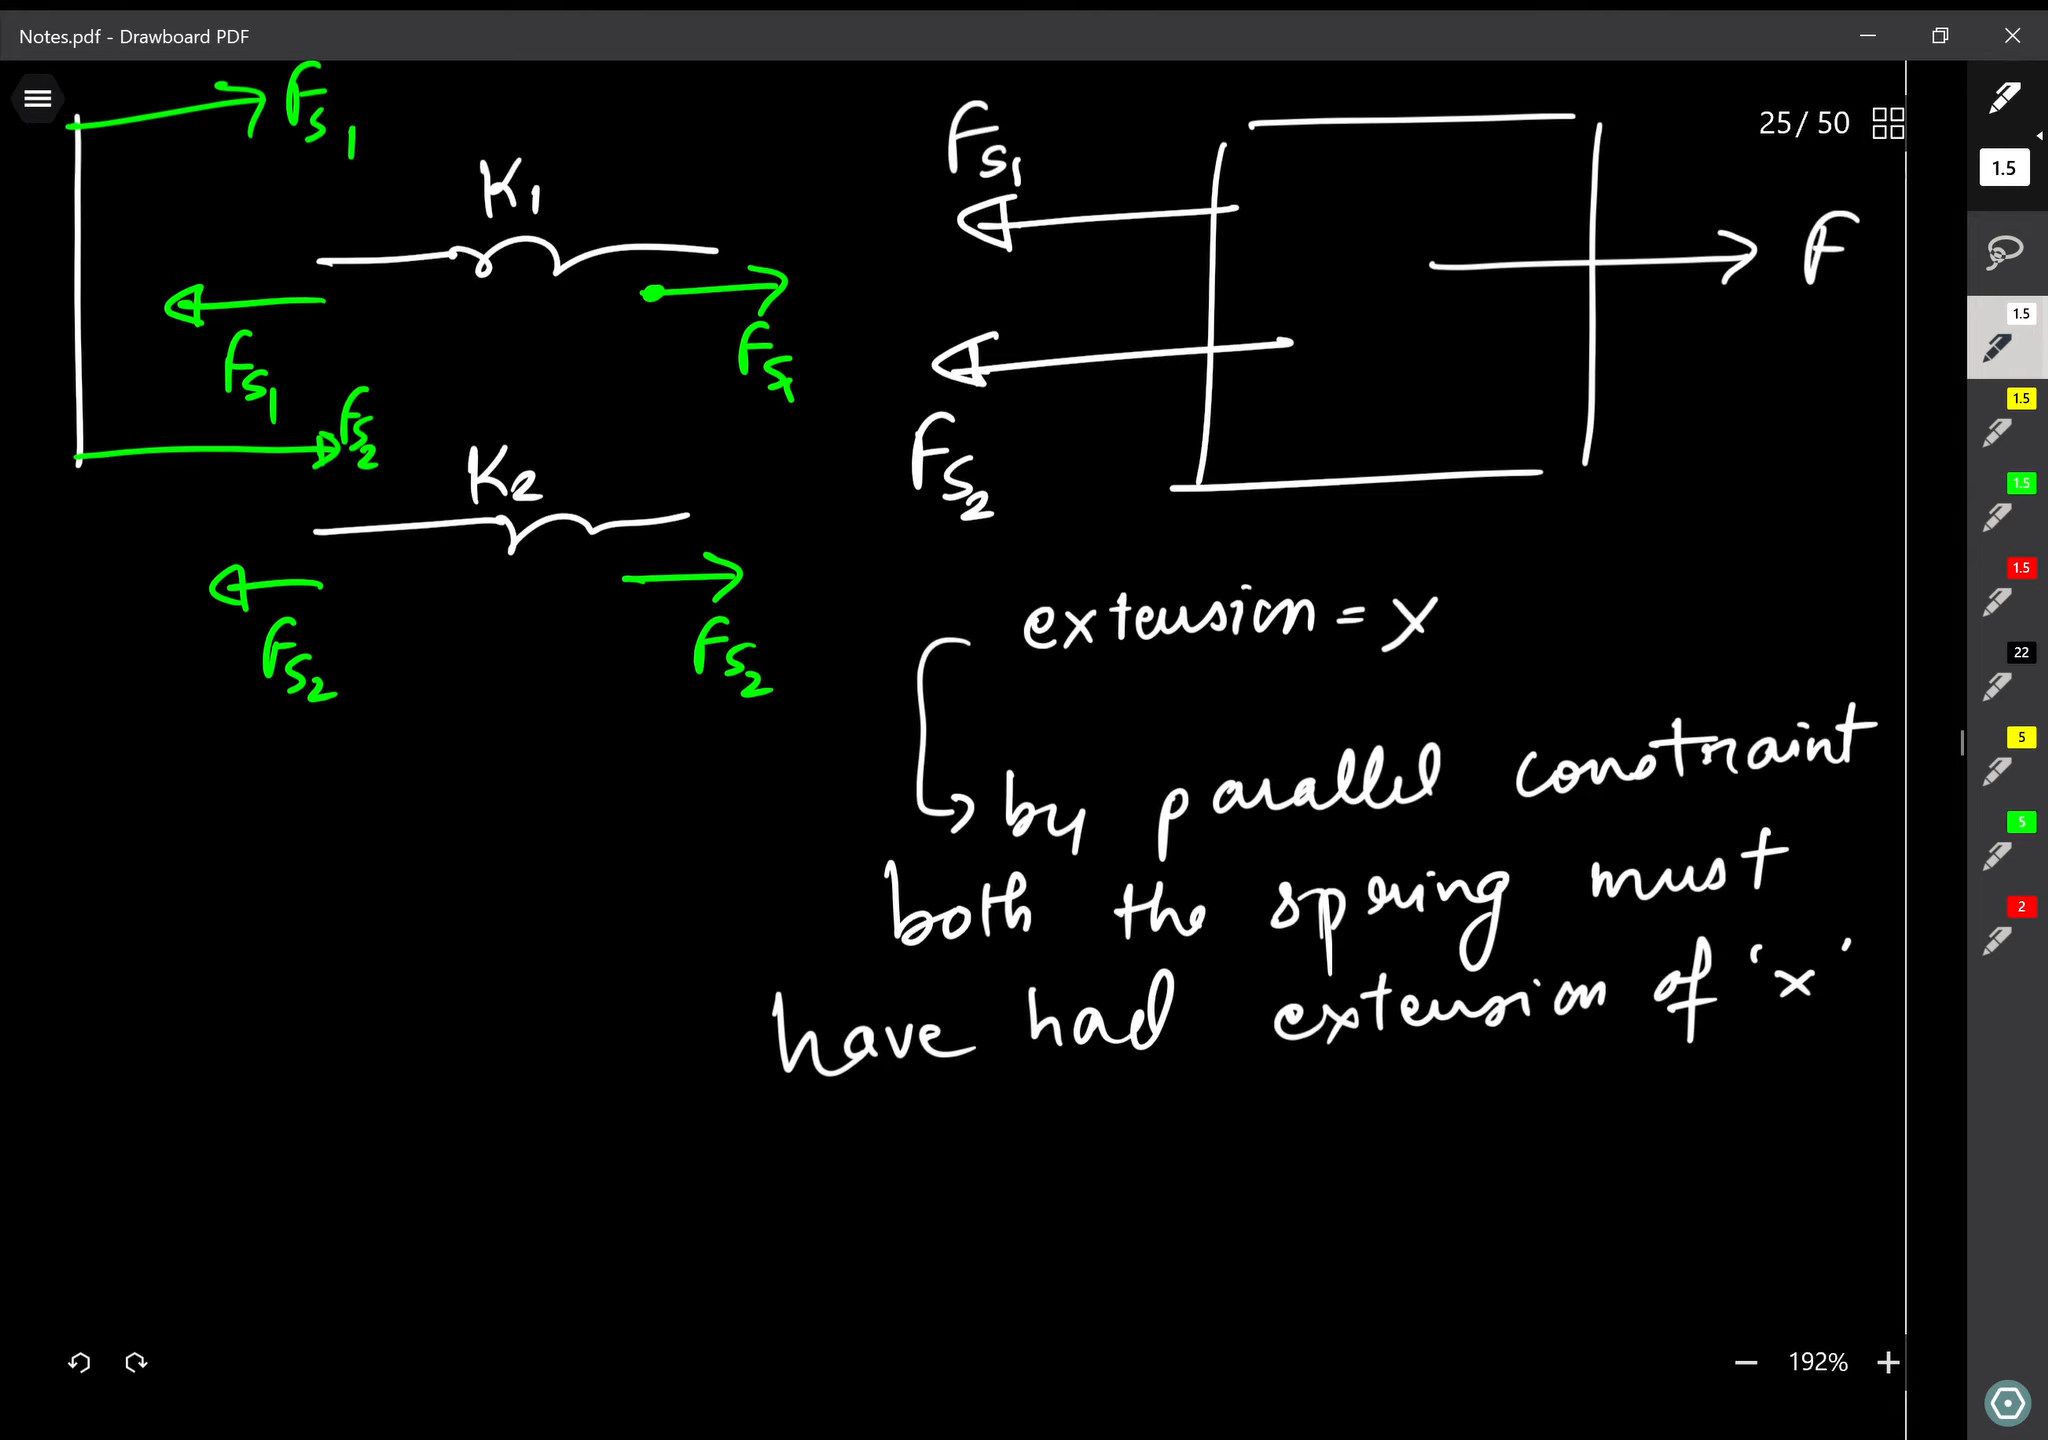 Notes.pdf - Drawboard PDF
25/ 50
1.5
1.5
1.5
1.5
1.5
22
5
5
2
Fs1
K1
Fs1
Fs1
Fs2
K2
Fs2
Fs2
Fs1
F
Fs2
extension = x
by parallel constraint
both the spring must
have had extension of 'x'
192%